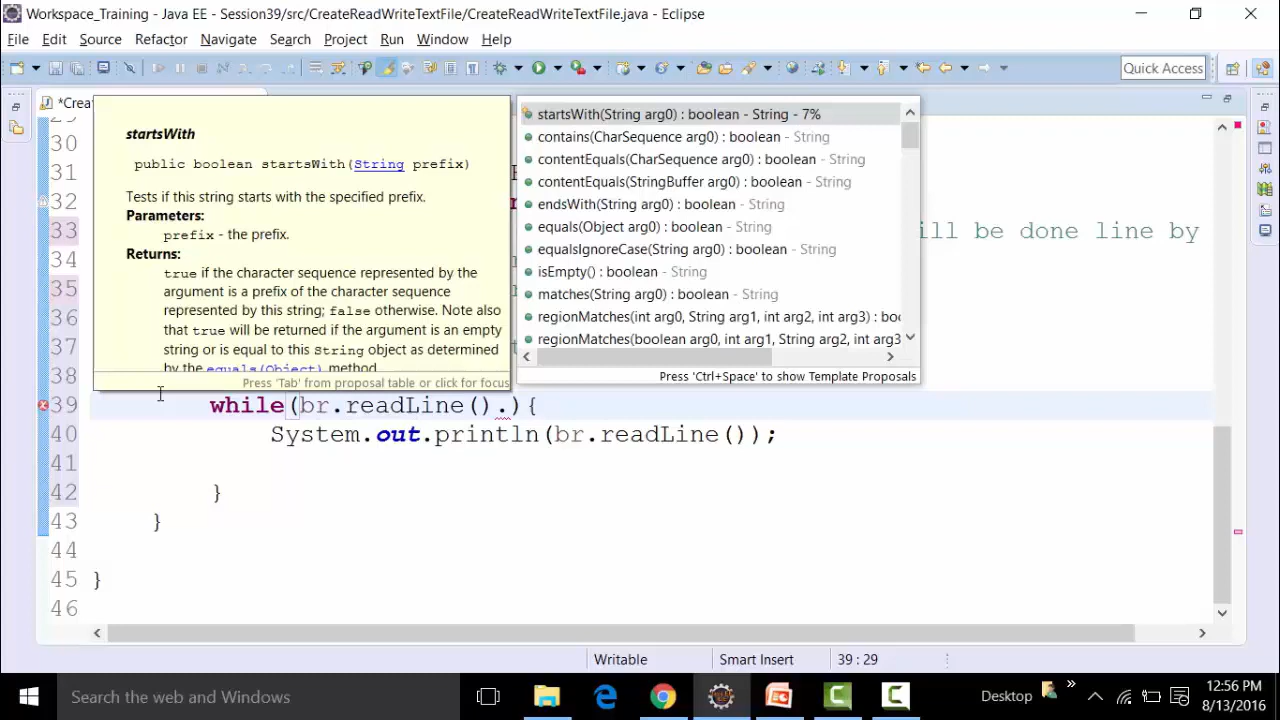 Workspace_Training - Java EE - Session39/src/CreateReadWriteTextFile/CreateReadWriteTextFile.java - Eclipse
File Edit Source Refactor Navigate Search Project Run Window Help
Quick Access
*Crea
startsWith
public boolean startsWith(String prefix)
Tests if this string starts with the specified prefix.
Parameters:
prefix - the prefix.
Returns:
true if the character sequence represented by the
argument is a prefix of the character sequence
represented by this string; false otherwise. Note also
that true will be returned if the argument is an empty
string or is equal to this String object as determined
by the equals(Object) method.
Press 'Tab' from proposal table or click for focus
startsWith(String arg0) : boolean - String - 7%
contains(CharSequence arg0) : boolean - String
contentEquals(CharSequence arg0) : boolean - String
contentEquals(StringBuffer arg0) : boolean - String
endsWith(String arg0) : boolean - String
equals(Object arg0) : boolean - String
equalsIgnoreCase(String arg0) : boolean - String
isEmpty() : boolean - String
matches(String arg0) : boolean - String
regionMatches(int arg0, String arg1, int arg2, int arg3) : boo
regionMatches(boolean arg0, int arg1, String arg2, int arg3
Press 'Ctrl+Space' to show Template Proposals
30
31
32
33 ill be done line by
34
35
36
37
38
39 while(br.readLine().){
40 System.out.println(br.readLine());
41
42 }
43 }
44
45 }
46
Writable Smart Insert 39 : 29
Search the web and Windows
Desktop
12:56 PM
8/13/2016